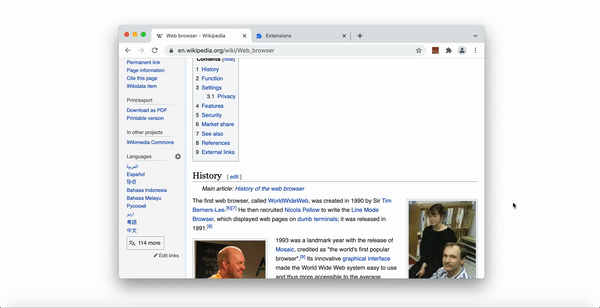 Web browser - Wikipedia
Extensions
en.wikipedia.org/wiki/Web_browser
Permanent link
Page information
Cite this page
Wikidata item
Print/export
Download as PDF
Printable version
In other projects
Wikimedia Commons
Languages
العربية
Español
हिन्दी
Bahasa Indonesia
Bahasa Melayu
Русский
اردو
粵語
中文
114 more
Edit links
Contents [hide]
1 History
2 Function
3 Settings
3.1 Privacy
4 Features
5 Security
6 Market share
7 See also
8 References
9 External links
History [ edit ]
Main article: History of the web browser
The first web browser, called WorldWideWeb, was created in 1990 by Sir Tim
Berners-Lee.[6][7] He then recruited Nicola Pellow to write the Line Mode
Browser, which displayed web pages on dumb terminals; it was released in
1991.[8]
1993 was a landmark year with the release of
Mosaic, credited as "the world's first popular
browser".[9] Its innovative graphical interface
made the World Wide Web system easy to use
and thus more accessible to the average